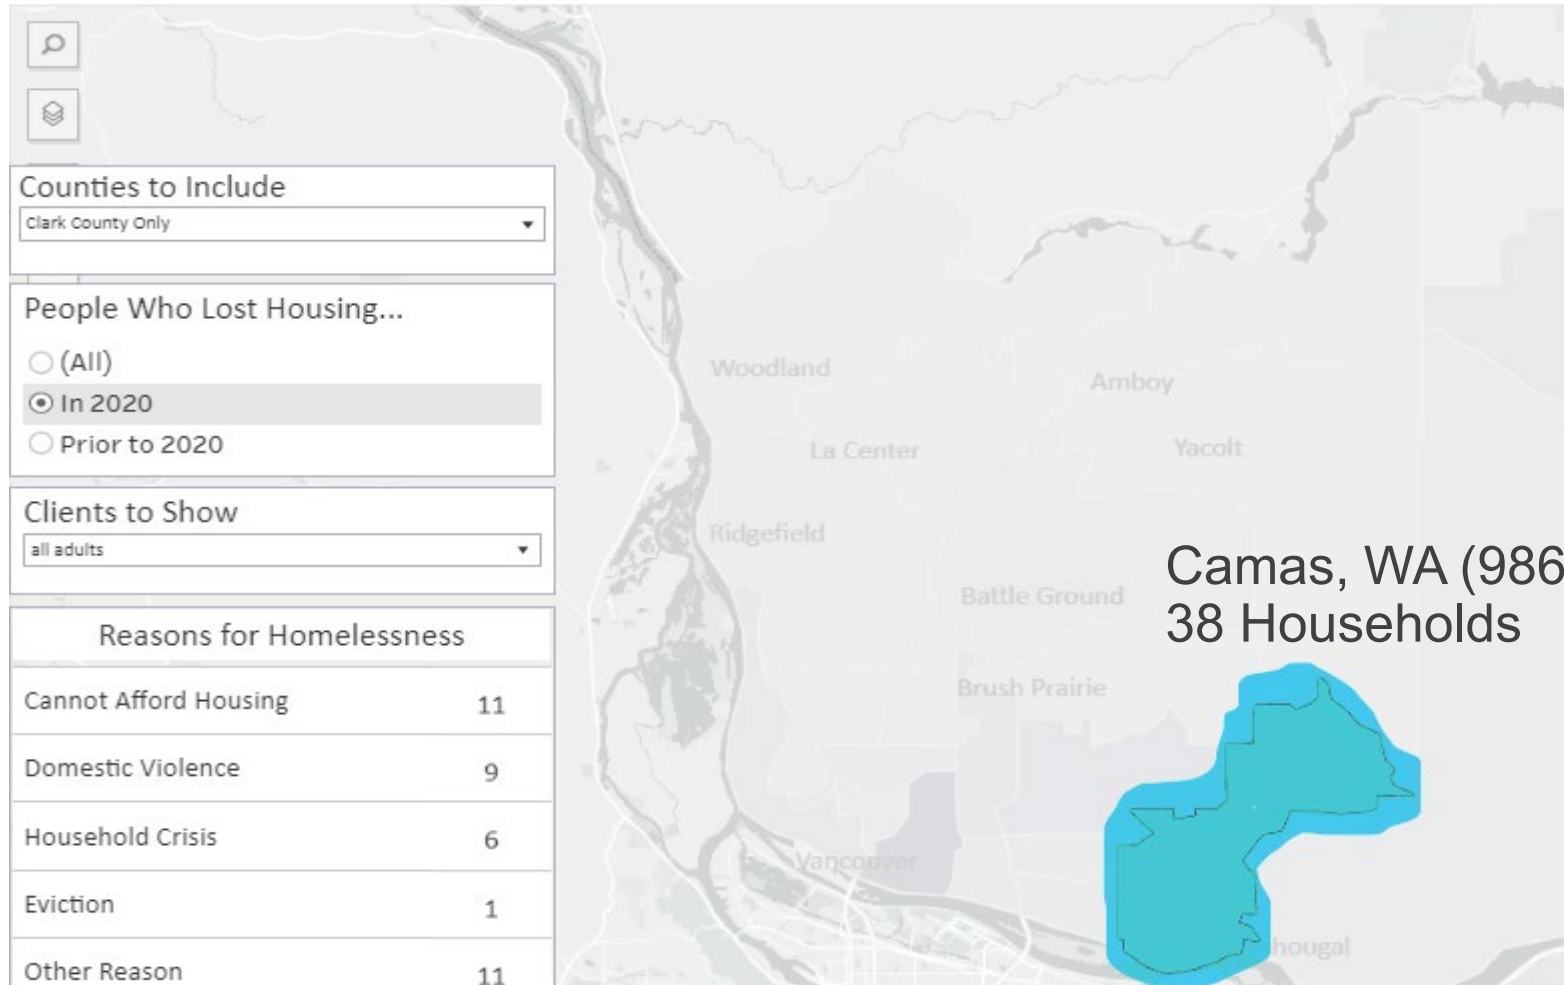 Counties to Include
Clark County Only
People Who Lost Housing...
(All)
In 2020
Prior to 2020
Clients to Show
all adults
Reasons for Homelessness
Cannot Afford Housing 11
Domestic Violence 9
Household Crisis 6
Eviction 1
Other Reason 11
Woodland
Amboy
La Center
Yacolt
Ridgefield
Camas, WA (986
38 Households
Battle Ground
Brush Prairie
Vancouver
hougal